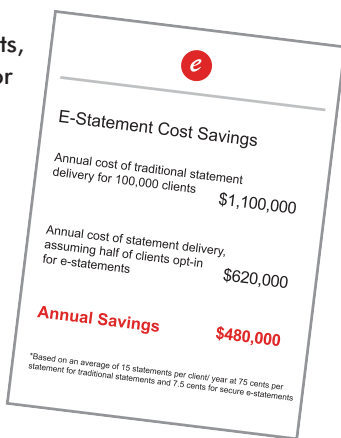 ts,
or
e
E-Statement Cost Savings
Annual cost of traditional statement
delivery for 100,000 clients
$1,100,000
Annual cost of statement delivery,
assuming half of clients opt-in
for e-statements
$620,000
Annual Savings $480,000
*Based on an average of 15 statements per client/ year at 75 cents per
statement for traditional statements and 7.5 cents for secure e-statements